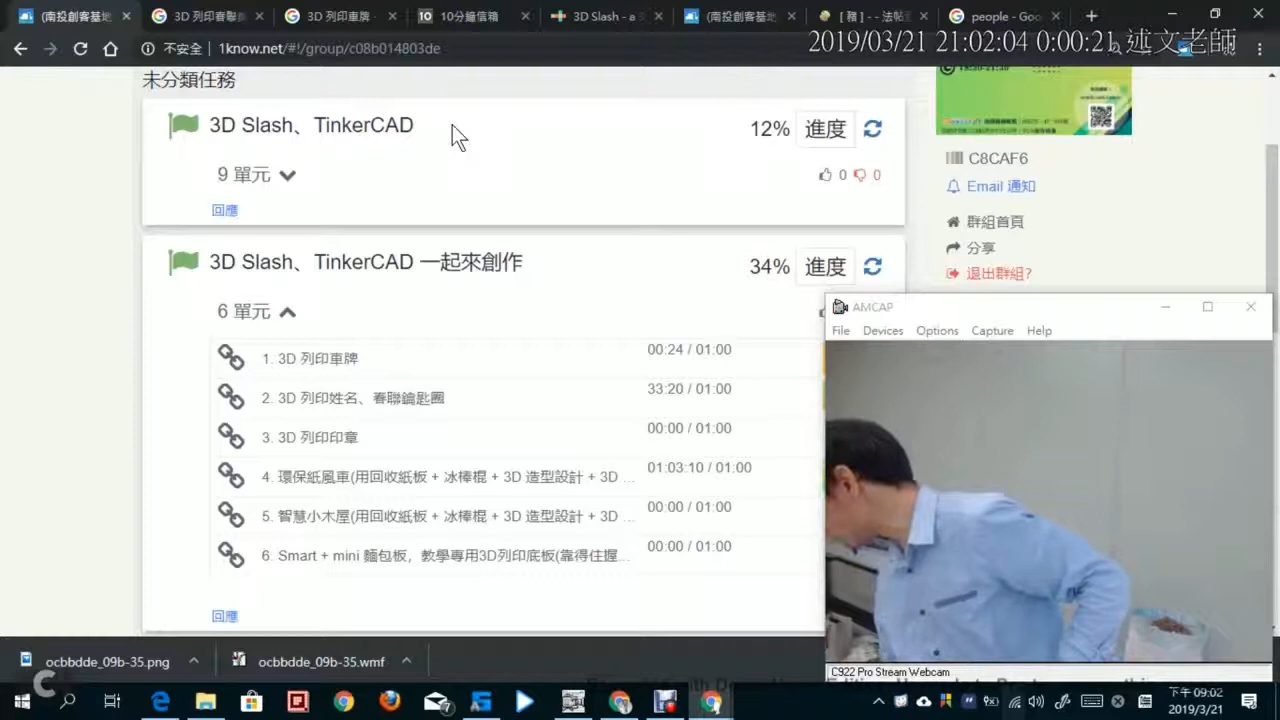 (南投創客基地
3D 列印春聯
3D 列印車牌 -
10 10分鐘信箱
3D Slash - a 3
(南投創客基地
[ 務 ] - - 法幣
people - Goo
不安全 1know.net/#!/group/c08b014803de
2019/03/21 21:02:04 0:00:21 述文老師
未分類任務
3D Slash、TinkerCAD
12% 進度
9 單元
0 0
回應
3D Slash、TinkerCAD 一起來創作
34% 進度
6 單元
1. 3D 列印車牌 00:24 / 01:00
2. 3D 列印姓名、春聯鑰匙圈 33:20 / 01:00
3. 3D 列印印章 00:00 / 01:00
4. 環保紙風車(用回收紙板 + 冰棒棍 + 3D 造型設計 + 3D ... 01:03:10 / 01:00
5. 智慧小木屋(用回收紙板 + 冰棒棍 + 3D 造型設計 + 3D ... 00:00 / 01:00
6. Smart + mini 麵包板，教學專用3D列印底板(靠得住握... 00:00 / 01:00
回應
C8CAF6
Email 通知
群組首頁
分享
退出群組?
AMCAP
File Devices Options Capture Help
C922 Pro Stream Webcam
ocbbdde_09b-35.png
ocbbdde_09b-35.wmf
下午 09:02
2019/3/21